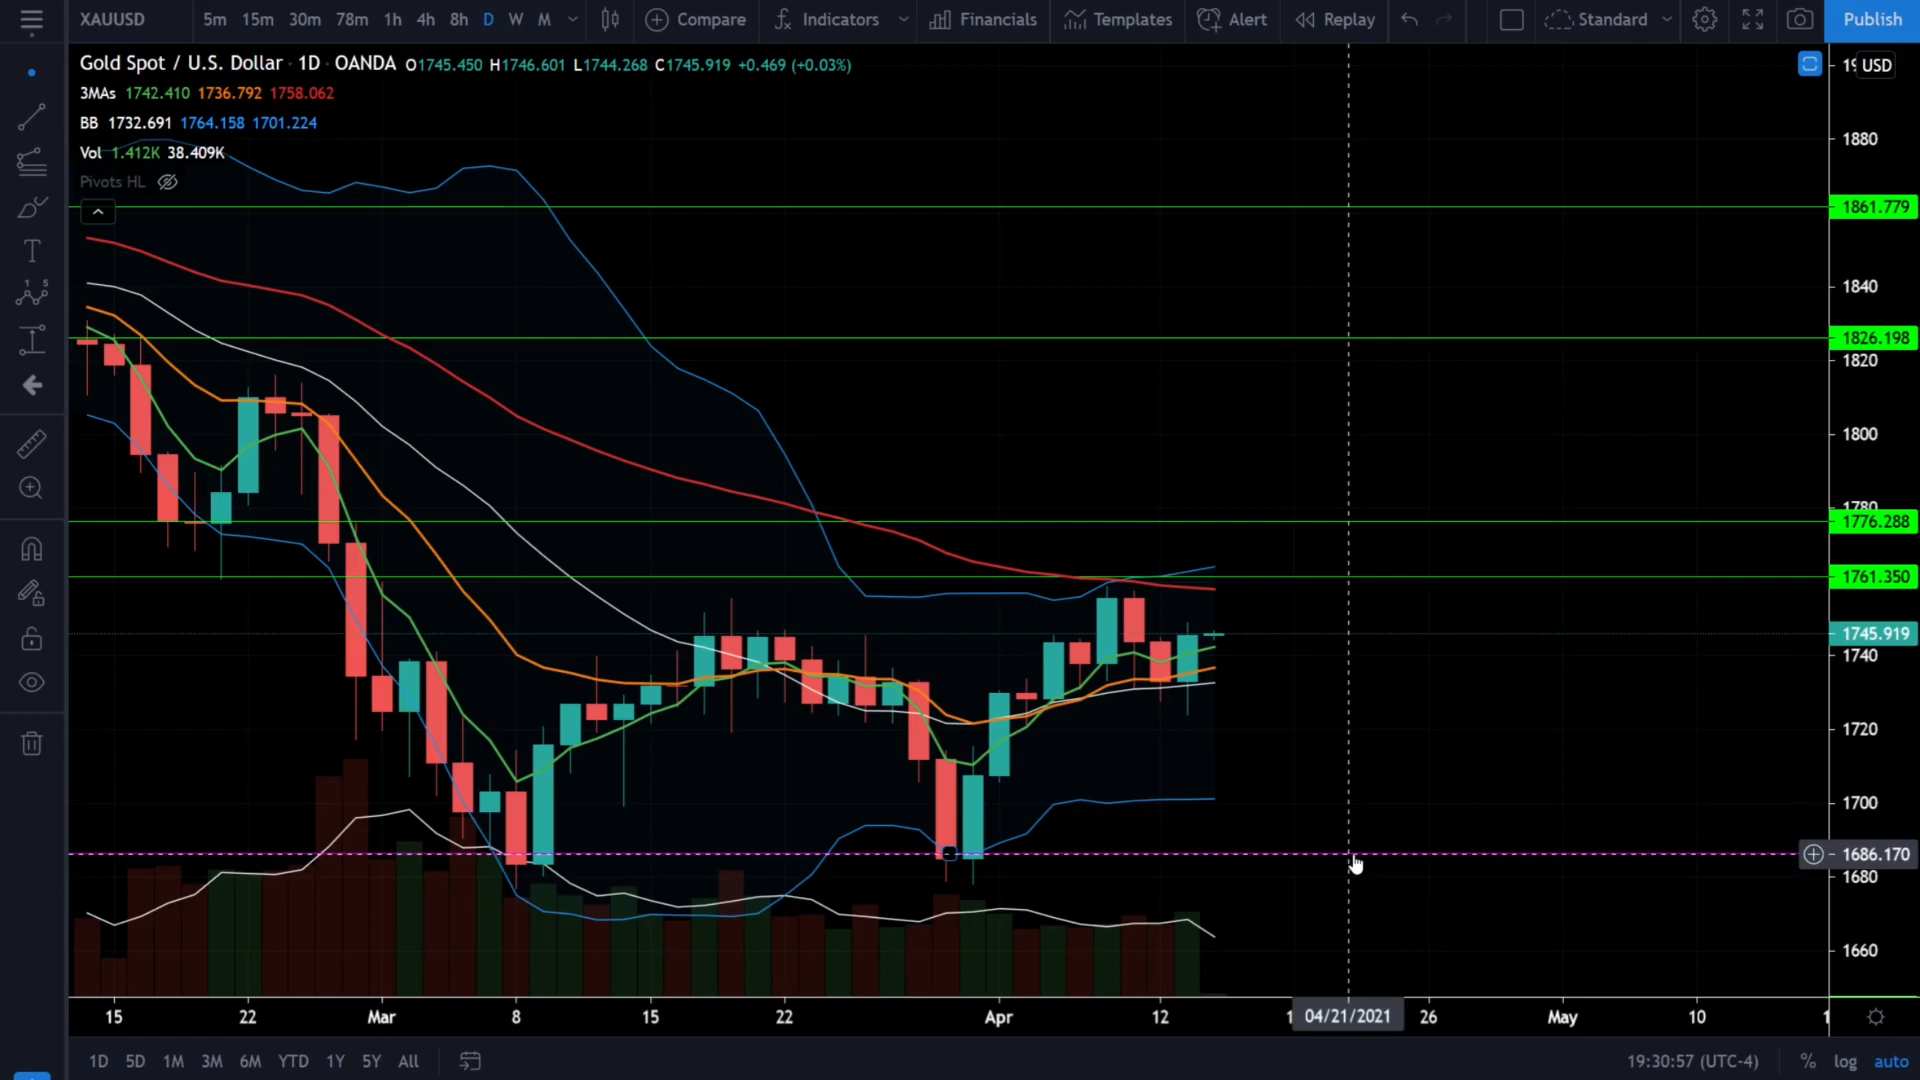 XAUUSD 5m 15m 30m 78m 1h 4h 8h D W M Compare Indicators Financials Templates Alert Replay Standard Publish
Gold Spot / U.S. Dollar · 1D · OANDA O1745.450 H1746.601 L1744.268 C1745.919 +0.469 (+0.03%)
USD
3MAs 1742.410 1736.792 1758.062
BB 1732.691 1764.158 1701.224
Vol 1.412K 38.409K
Pivots HL
1880
1861.779
1840
1826.198
1820
1800
1780
1776.288
1761.350
1745.919
1740
1720
1700
1686.170
1680
1660
15 22 Mar 8 15 22 Apr 12 04/21/2021 26 May 10
1D 5D 1M 3M 6M YTD 1Y 5Y All 19:30:57 (UTC-4) % log auto